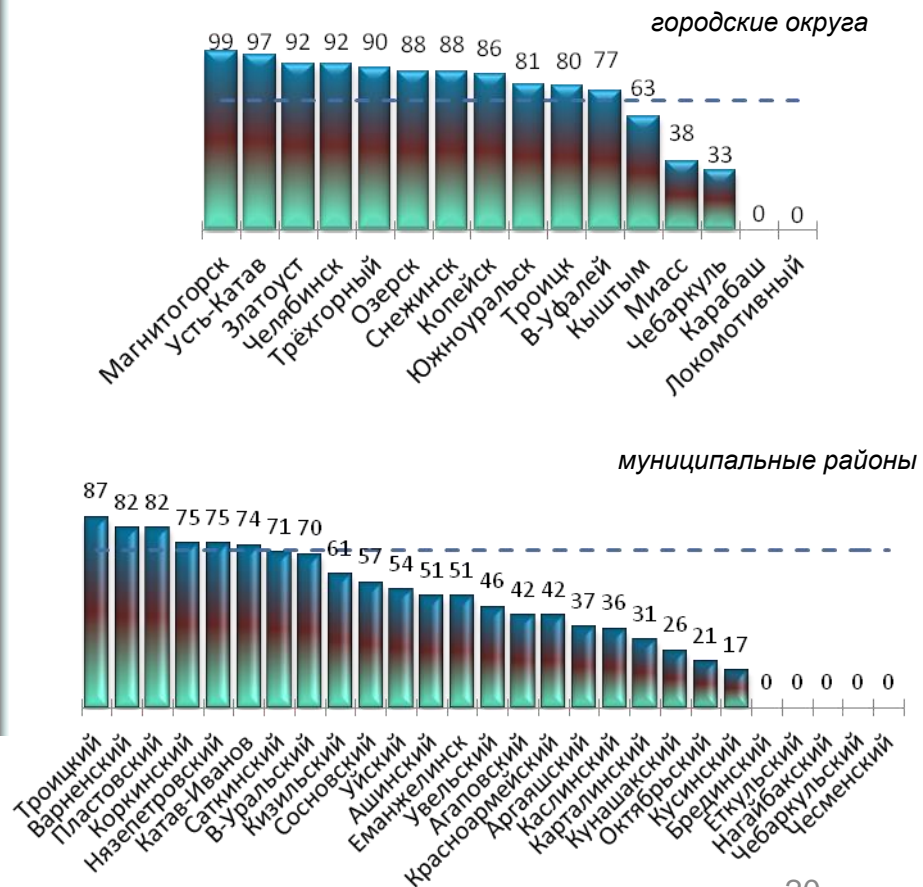 городские округа
99 97 92 92 90 88 88 86 81 80 77 63 38 33 0 0
Магнитогорск
Усть-Катав
Златоуст
Челябинск
Трёхгорный
Озерск
Снежинск
Копейск
Южноуральск
Троицк
В-Уфалей
Кыштым
Миасс
Чебаркуль
Карабаш
Локомотивный
муниципальные районы
87 82 82 75 75 74 71 70 61 57 54 51 51 46 42 42 37 36 31 26 21 17 0 0 0 0 0
Троицкий
Варненский
Пластовский
Коркинский
Нязепетровский
Катав-Иванов
Саткинский
В-Уральский
Кизильский
Сосновский
Уйский
Ашинский
Еманжелинск
Увельский
Агаповский
Красноармейский
Аргаяшский
Каслинский
Карталинский
Кунашакский
Октябрьский
Кусинский
Брединский
Еткульский
Нагайбакский
Чебаркульский
Чесменский